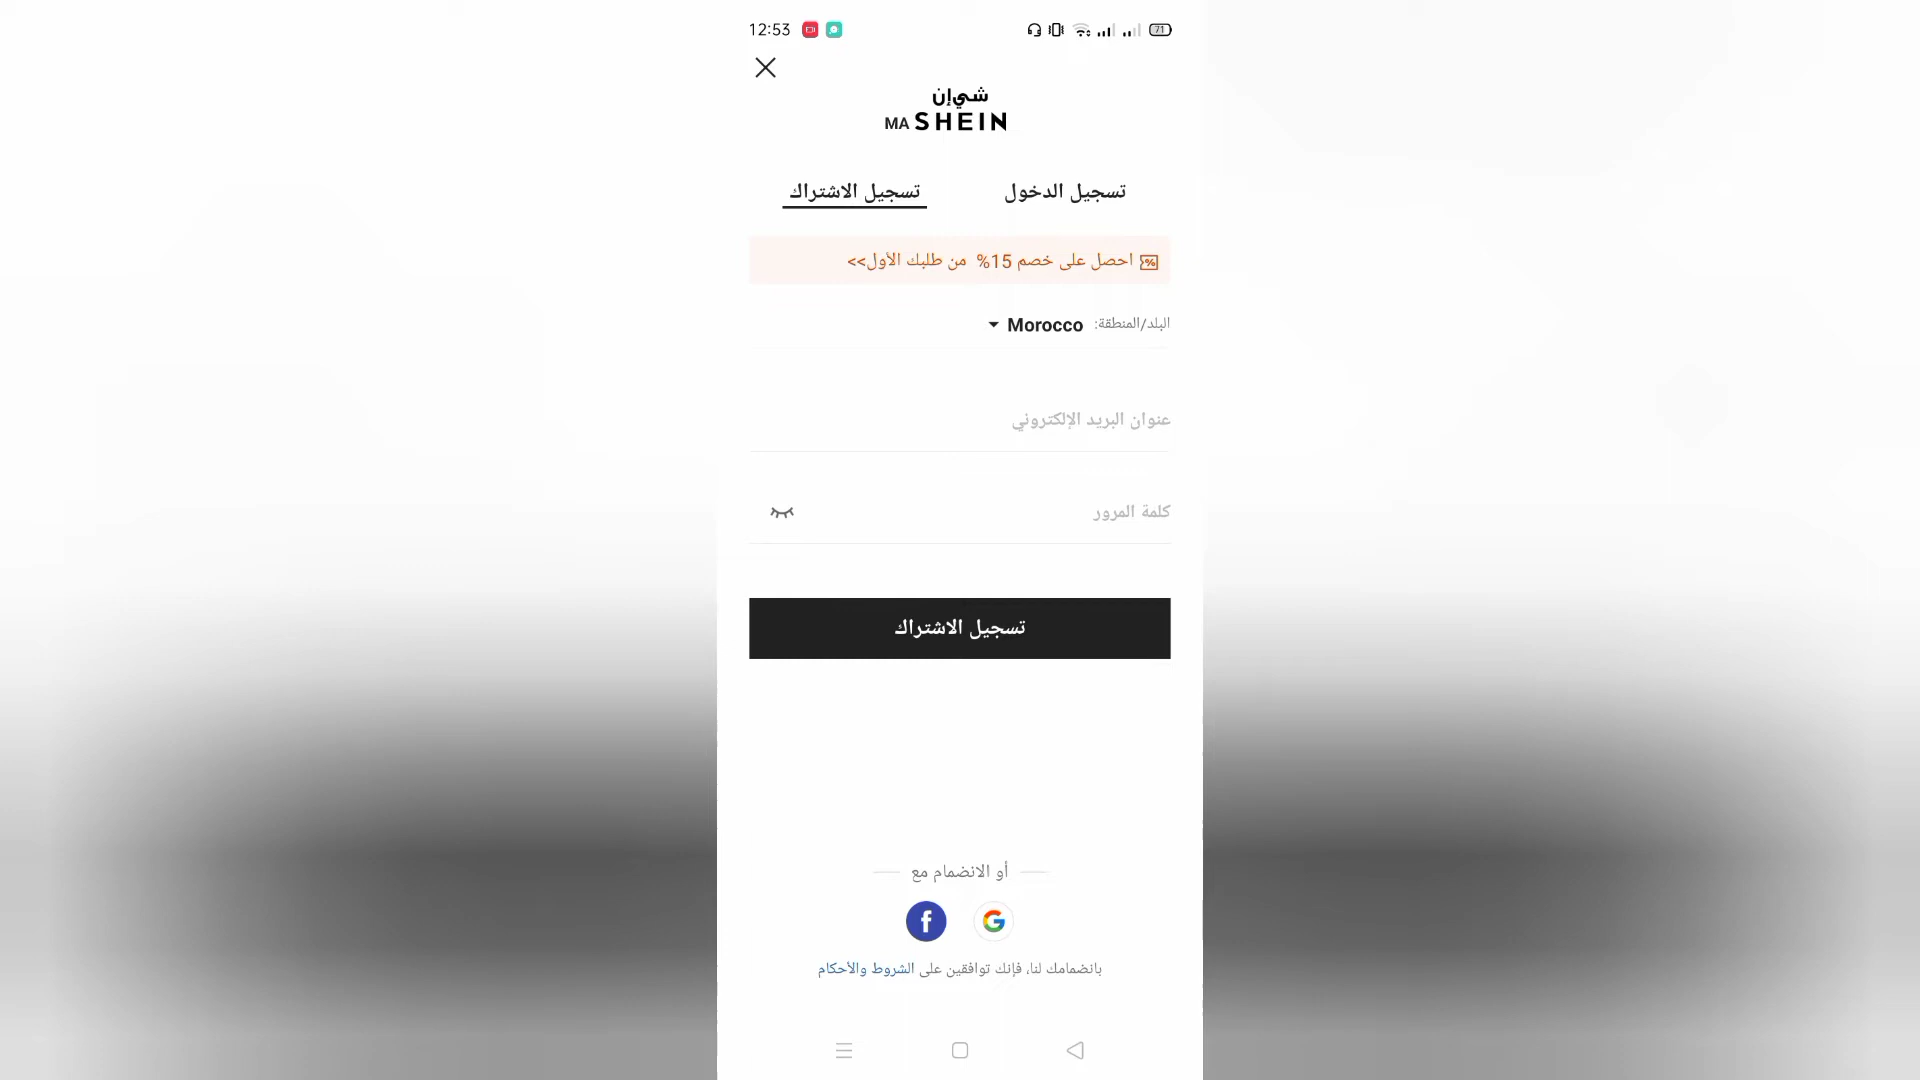 12:53
71
شي‌إن
MA SHEIN
تسجيل الدخول
تسجيل الاشتراك
احصل على خصم 15% من طلبك الأول>>
البلد/المنطقة: Morocco
عنوان البريد الإلكتروني
كلمة المرور
تسجيل الاشتراك
أو الانضمام مع
بانضمامك لنا، فإنك توافقين على الشروط والأحكام